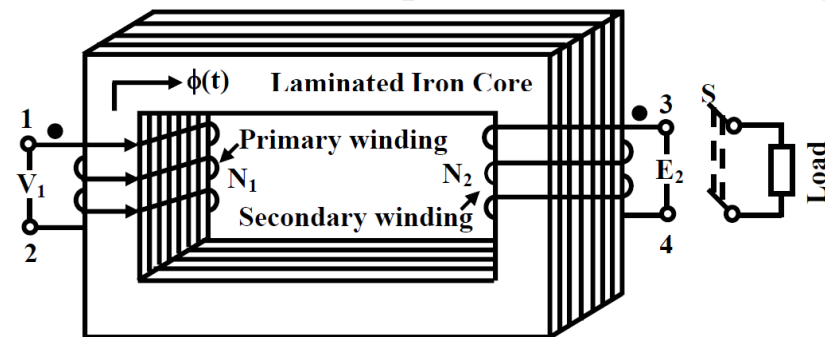 ϕ(t)
Laminated Iron Core
1
3
S
Primary winding
V1
N1
N2
E2
Load
Secondary winding
2
4